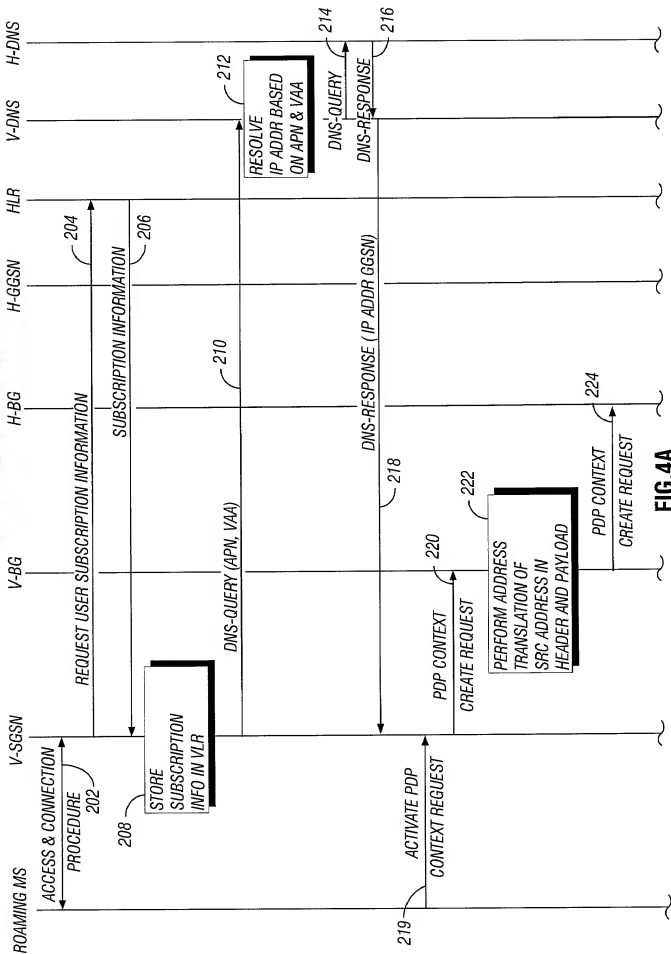 ROAMING MS
V-SGSN
V-BG
H-BG
H-GGSN
HLR
V-DNS
H-DNS
ACCESS & CONNECTION
PROCEDURE
202
REQUEST USER SUBSCRIPTION INFORMATION
204
SUBSCRIPTION INFORMATION
206
208
STORE
SUBSCRIPTION
INFO IN VLR
DNS-QUERY (APN, VAA)
210
212
RESOLVE
IP ADDR BASED
ON APN & VAA
DNS-QUERY
214
DNS-RESPONSE
216
DNS-RESPONSE ( IP ADDR GGSN)
218
219
ACTIVATE PDP
CONTEXT REGUEST
PDP CONTEXT
CREATE REQUEST
220
222
PERFORM ADDRESS
TRANSLATION OF
SRC ADDRESS IN
HEADER AND PAYLOAD
PDP CONTEXT
CREATE REQUEST
224
FIG.4A